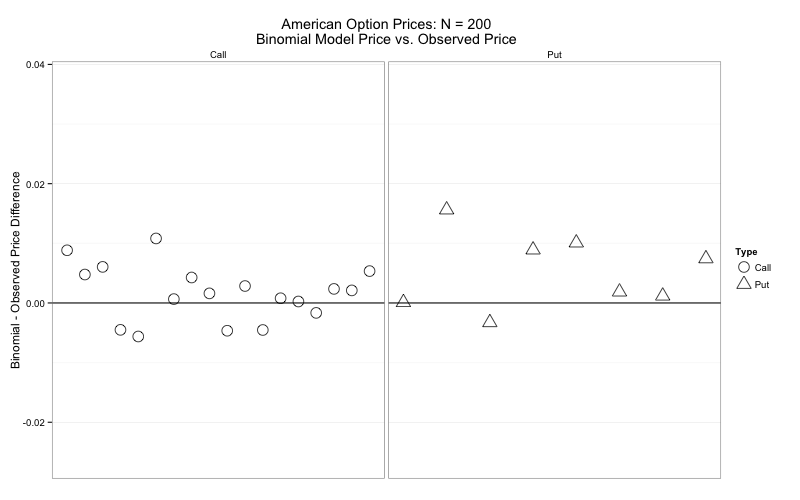 American Option Prices: N = 200
Binomial Model Price vs. Observed Price
Call
Put
Binomial - Observed Price Difference
0.04
0.02
0.00
-0.02
Type
Call
Put